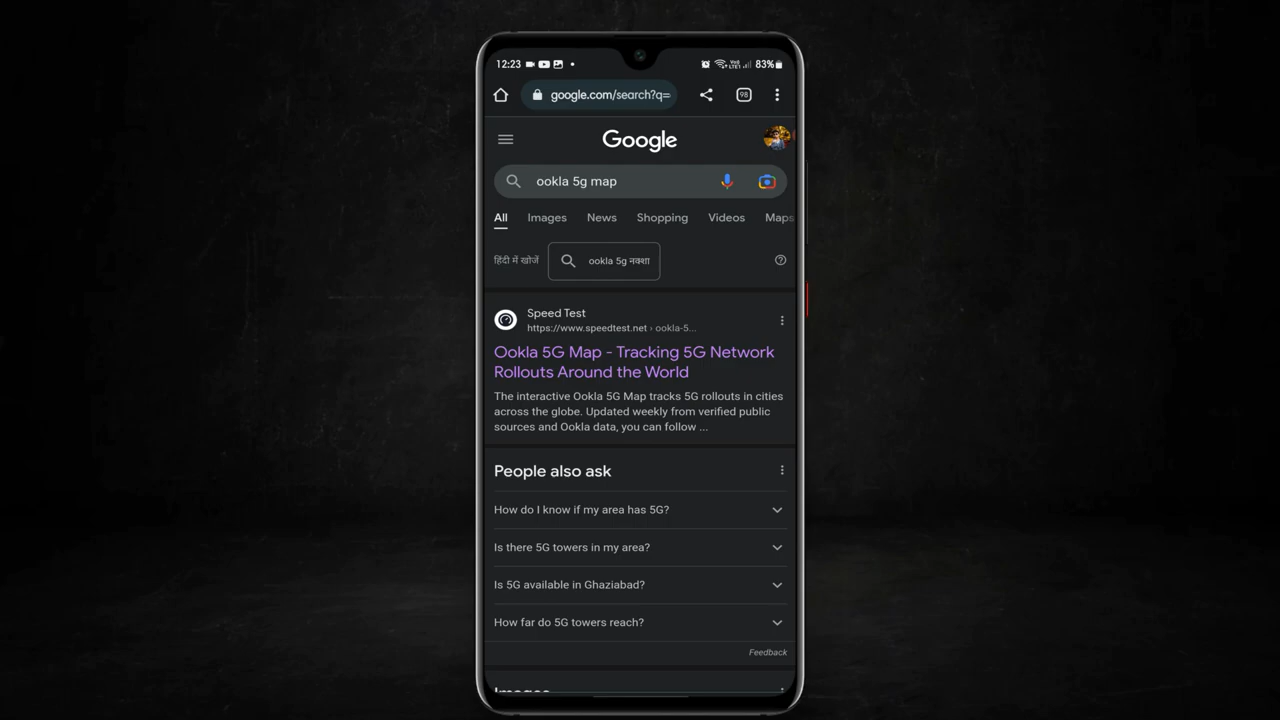 12:23
VoD LTE1 83%
google.com/search?q=
98
Google
ookla 5g map
All Images News Shopping Videos Maps
हिंदी में खोजें ookla 5g नक्शा
Speed Test
https://www.speedtest.net › ookla-5...
Ookla 5G Map - Tracking 5G Network
Rollouts Around the World
The interactive Ookla 5G Map tracks 5G rollouts in cities
across the globe. Updated weekly from verified public
sources and Ookla data, you can follow ...
People also ask
How do I know if my area has 5G?
Is there 5G towers in my area?
Is 5G available in Ghaziabad?
How far do 5G towers reach?
Feedback
Images